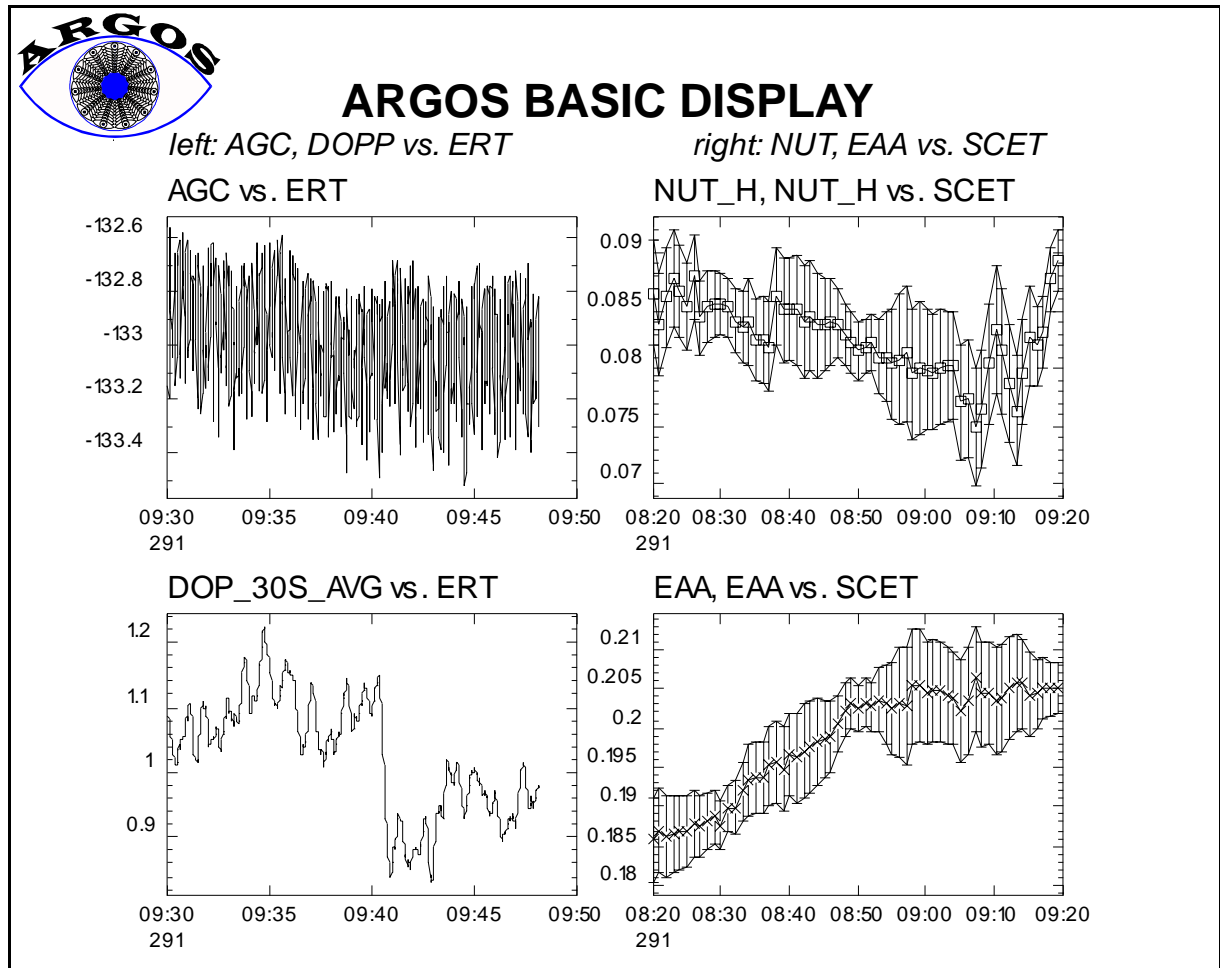 ARGOS
ARGOS BASIC DISPLAY
left: AGC, DOPP vs. ERT
right: NUT, EAA vs. SCET
AGC vs. ERT
-132.6
-132.8
-133
-133.2
-133.4
09:30 09:35 09:40 09:45 09:50
291
NUT_H, NUT_H vs. SCET
0.09
0.085
0.08
0.075
0.07
08:20 08:30 08:40 08:50 09:00 09:10 09:20
291
DOP_30S_AVG vs. ERT
1.2
1.1
1
0.9
09:30 09:35 09:40 09:45 09:50
291
EAA, EAA vs. SCET
0.21
0.205
0.2
0.195
0.19
0.185
0.18
08:20 08:30 08:40 08:50 09:00 09:10 09:20
291